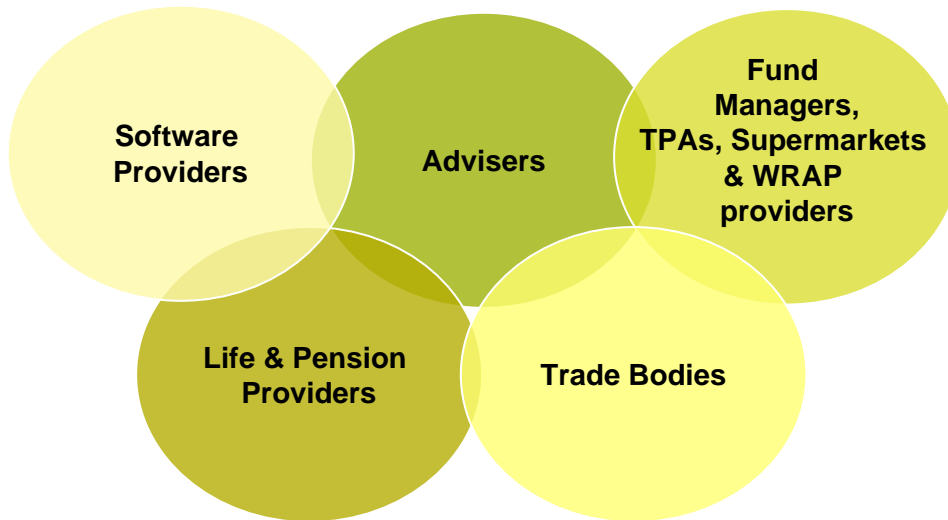 Software
Providers
Advisers
Fund
Managers,
TPAs, Supermarkets
& WRAP
providers
Life & Pension
Providers
Trade Bodies